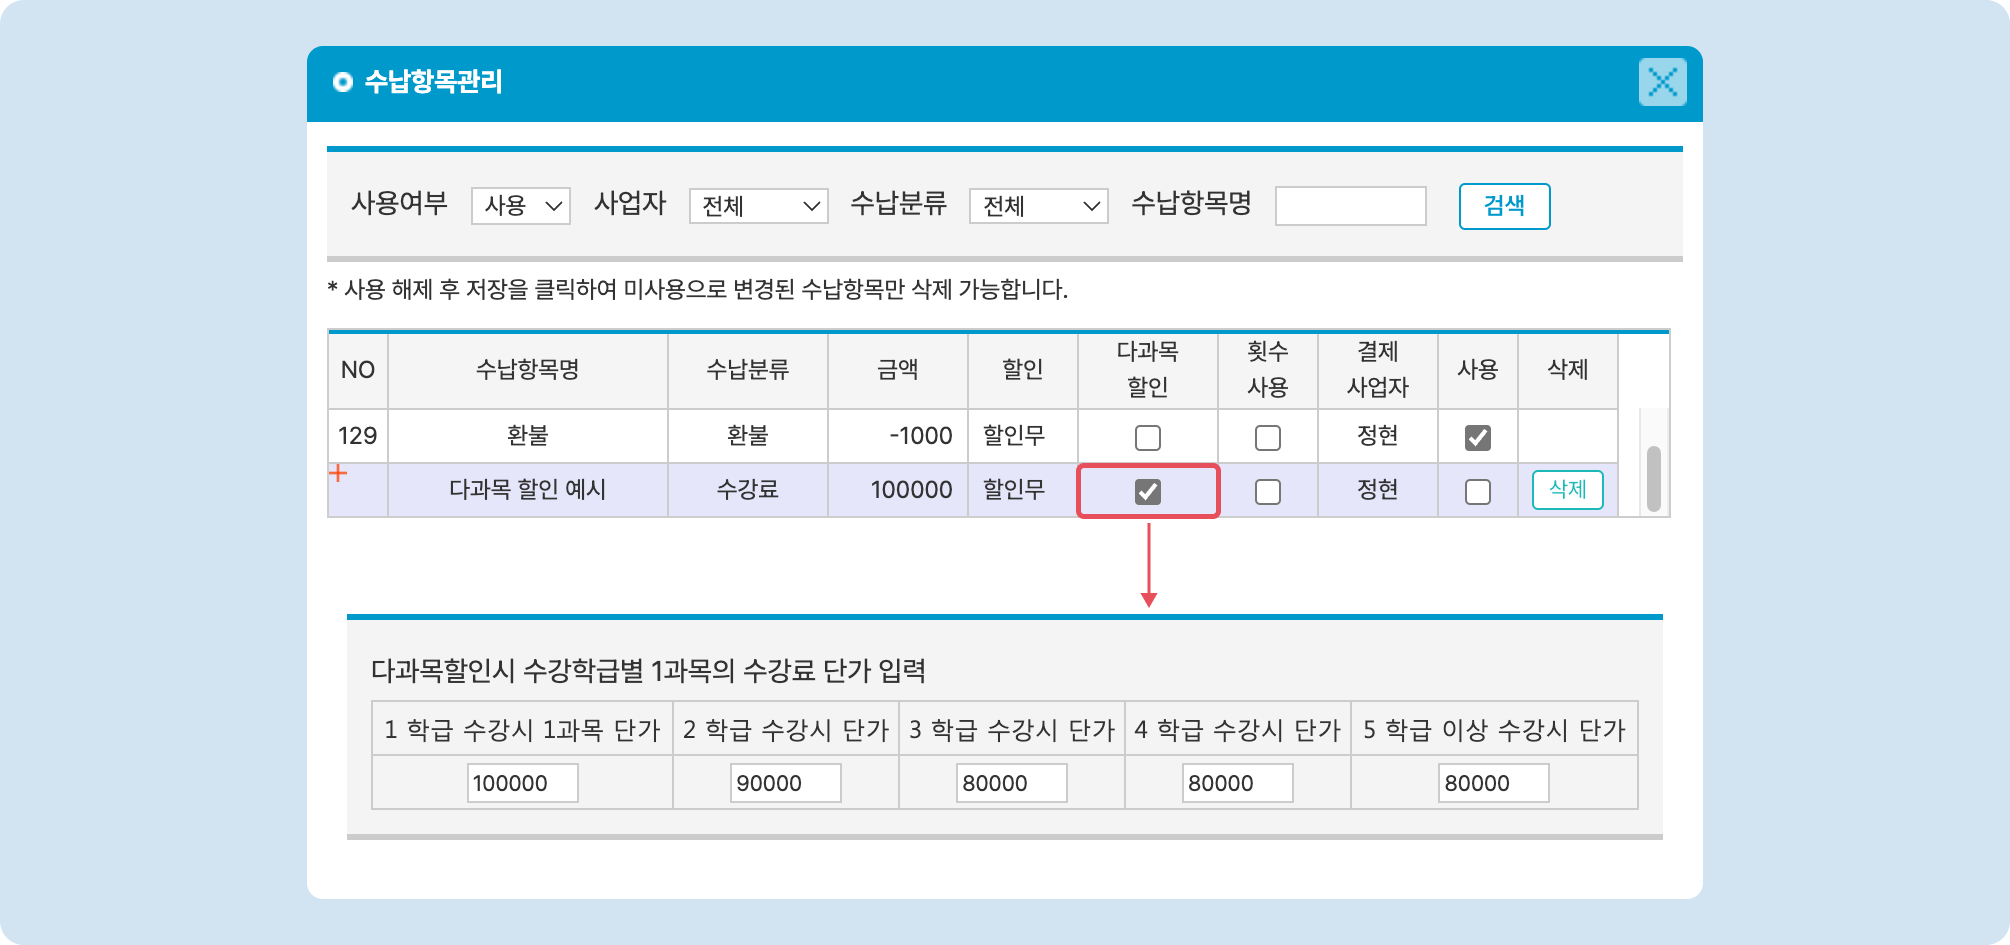 수납항목관리
사용여부 사용 사업자 전체 수납분류 전체 수납항목명 검색
* 사용 해제 후 저장을 클릭하여 미사용으로 변경된 수납항목만 삭제 가능합니다.
NO 수납항목명 수납분류 금액 할인 다과목 할인 횟수 사용 결제 사업자 사용 삭제
129 환불 환불 -1000 할인무 정현
다과목 할인 예시 수강료 100000 할인무 정현 삭제
다과목할인시 수강학급별 1과목의 수강료 단가 입력
1 학급 수강시 1과목 단가 2 학급 수강시 단가 3 학급 수강시 단가 4 학급 수강시 단가 5 학급 이상 수강시 단가
100000 90000 80000 80000 80000